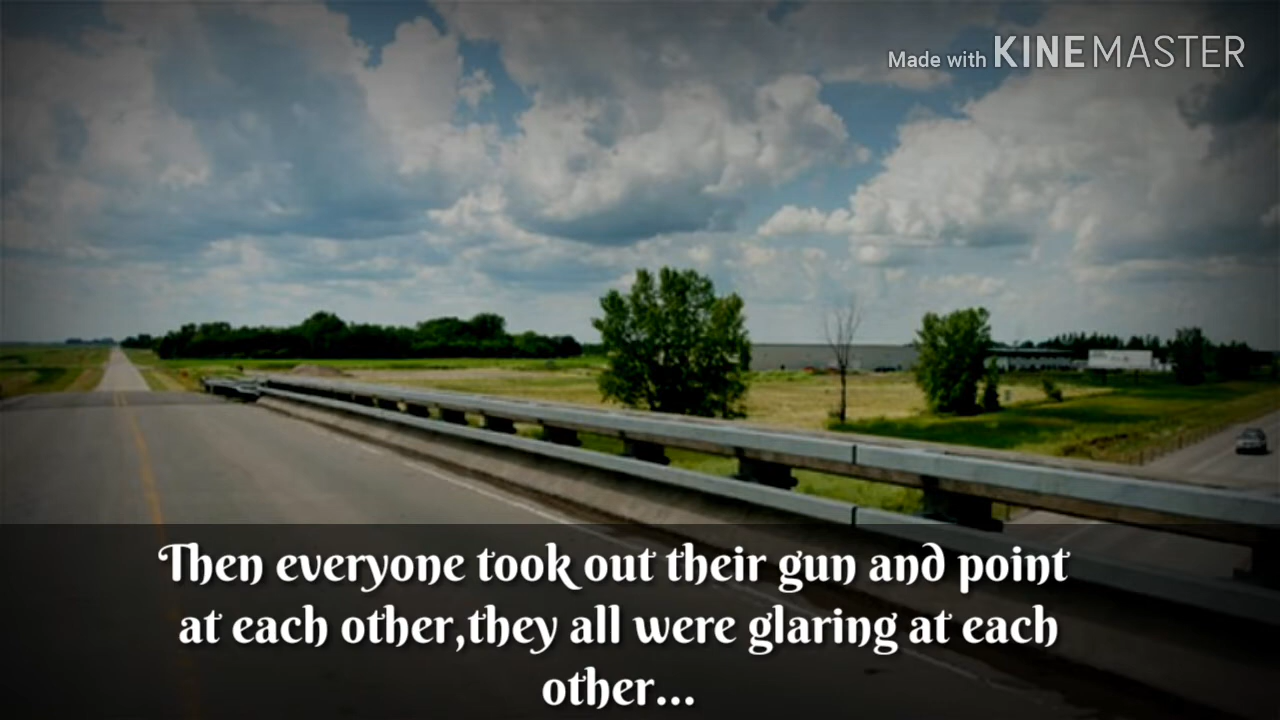 Made with KINEMASTER
Then everyone took out their gun and point
at each other,they all were glaring at each
other...